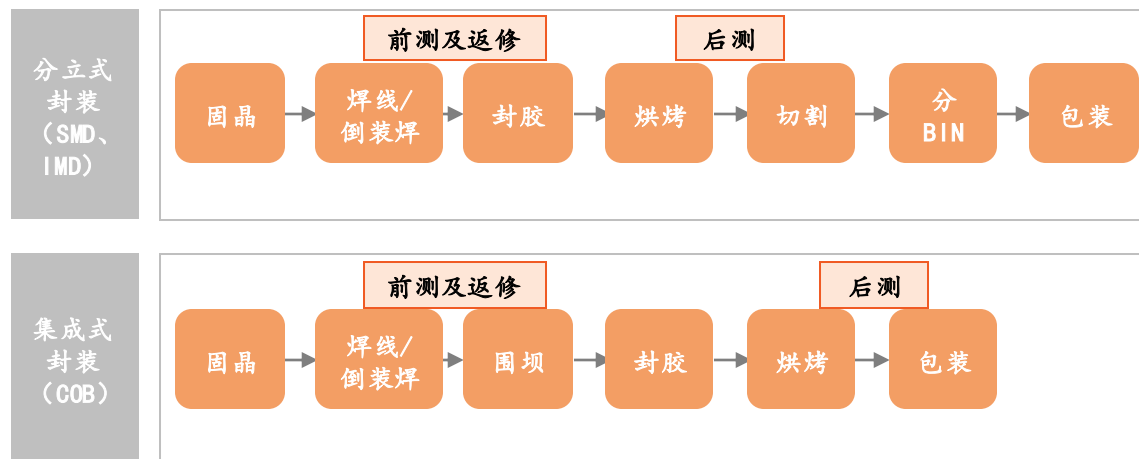 分立式
封装
（SMD、
IMD）
前测及返修
后测
固晶
焊线/
倒装焊
封胶
烘烤
切割
分
BIN
包装
集成式
封装
（COB）
前测及返修
后测
固晶
焊线/
倒装焊
围坝
封胶
烘烤
包装